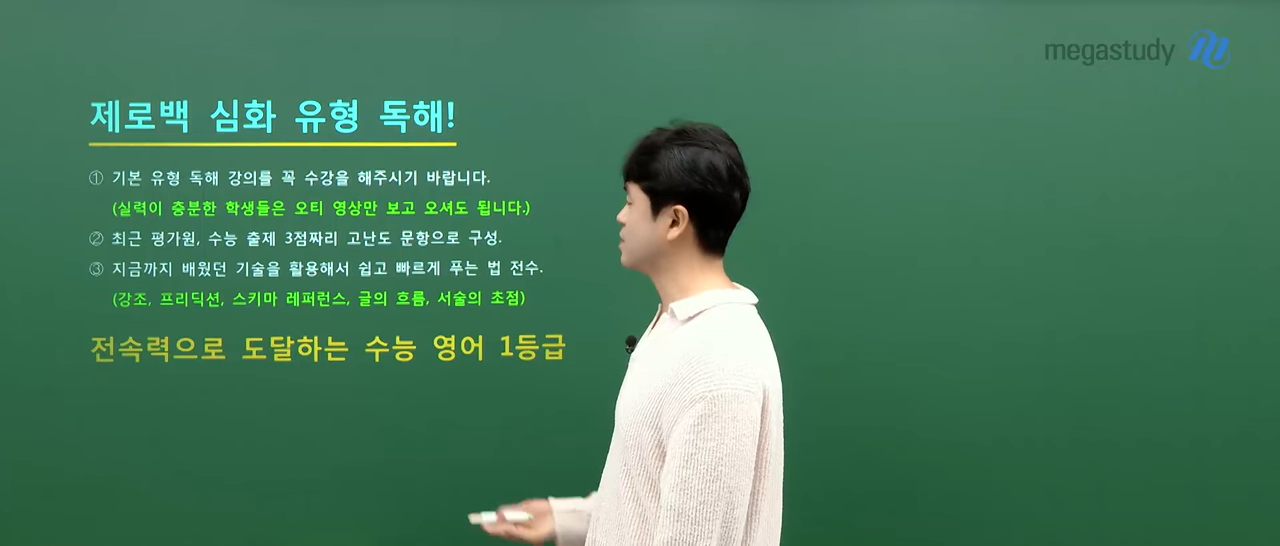 megastudy
제로백 심화 유형 독해!
① 기본 유형 독해 강의를 꼭 수강을 해주시기 바랍니다.
(실력이 충분한 학생들은 오티 영상만 보고 오셔도 됩니다.)
② 최근 평가원, 수능 출제 3점짜리 고난도 문항으로 구성.
③ 지금까지 배웠던 기술을 활용해서 쉽고 빠르게 푸는 법 전수.
(강조, 프리딕션, 스키마 레퍼런스, 글의 흐름, 서술의 초점)
전속력으로 도달하는 수능 영어 1등급